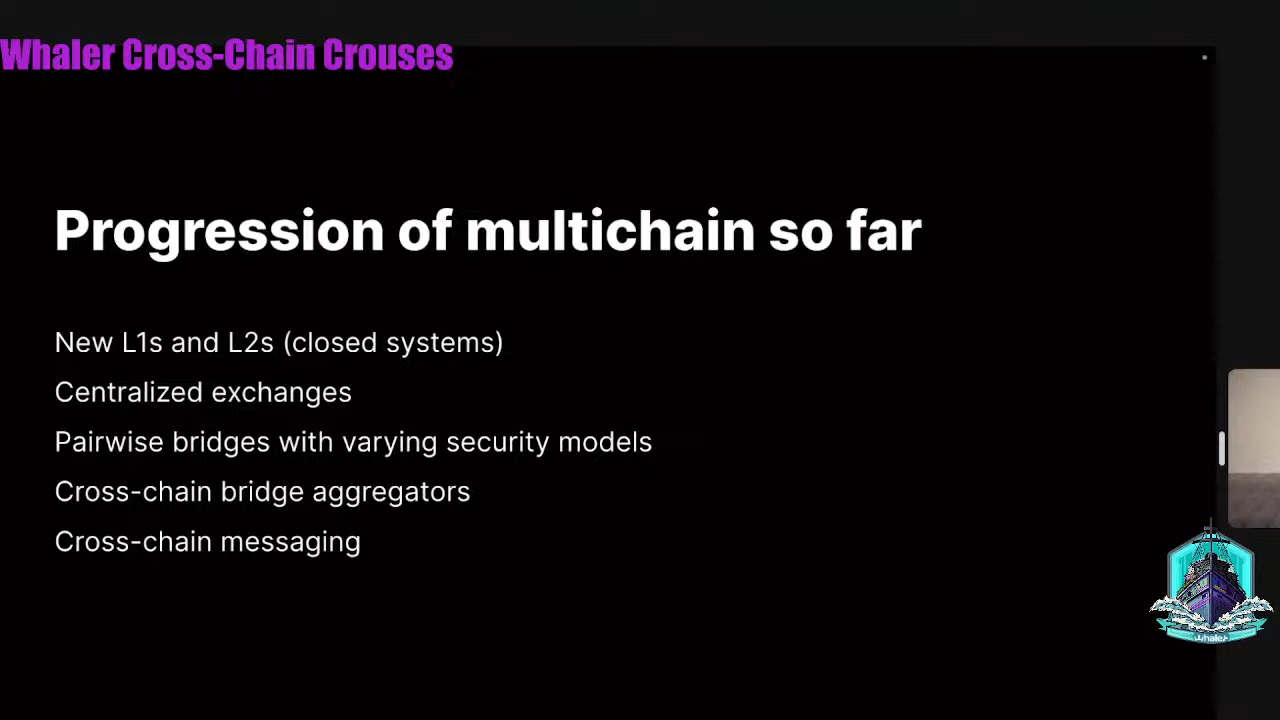 Whaler Cross-Chain Crouses
Progression of multichain so far
New L1s and L2s (closed systems)
Centralized exchanges
Pairwise bridges with varying security models
Cross-chain bridge aggregators
Cross-chain messaging
Whaler